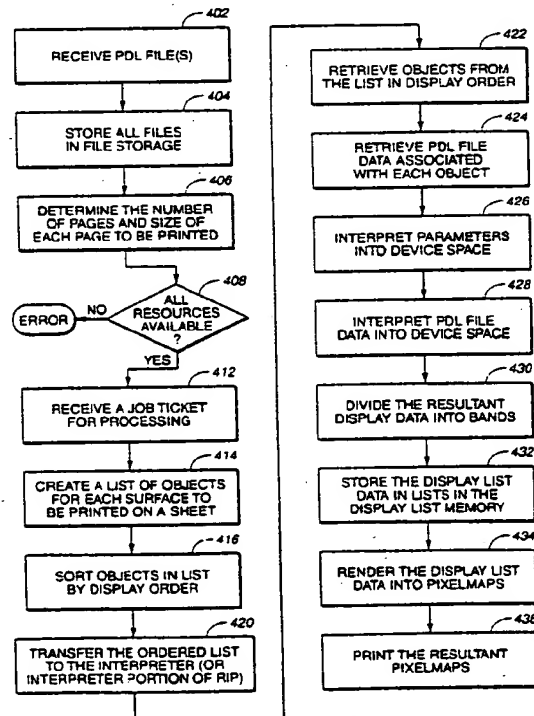 402
RECEIVE PDL FILE(S)
404
STORE ALL FILES
IN FILE STORAGE
406
DETERMINE THE NUMBER
OF PAGES AND SIZE OF
EACH PAGE TO BE PRINTED
408
ALL
RESOURCES
AVAILABLE
?
NO
ERROR
YES
412
RECEIVE A JOB TICKET
FOR PROCESSING
414
CREATE A LIST OF OBJECTS
FOR EACH SURFACE TO
BE PRINTED ON A SHEET
416
SORT OBJECTS IN LIST
BY DISPLAY ORDER
420
TRANSFER THE ORDERED LIST
TO THE INTERPRETER (OR
INTERPRETER PORTION OF RIP)
422
RETRIEVE OBJECTS FROM
THE LIST IN DISPLAY ORDER
424
RETRIEVE PDL FILE
DATA ASSOCIATED
WITH EACH OBJECT
426
INTERPRET PARAMETERS
INTO DEVICE SPACE
428
INTERPRET PDL FILE
DATA INTO DEVICE SPACE
430
DIVIDE THE RESULTANT
DISPLAY DATA INTO BANDS
432
STORE THE DISPLAY LIST
DATA IN LISTS IN THE
DISPLAY LIST MEMORY
434
RENDER THE DISPLAY LIST
DATA INTO PIXELMAPS
PRINT THE RESULTANT
PIXELMAPS